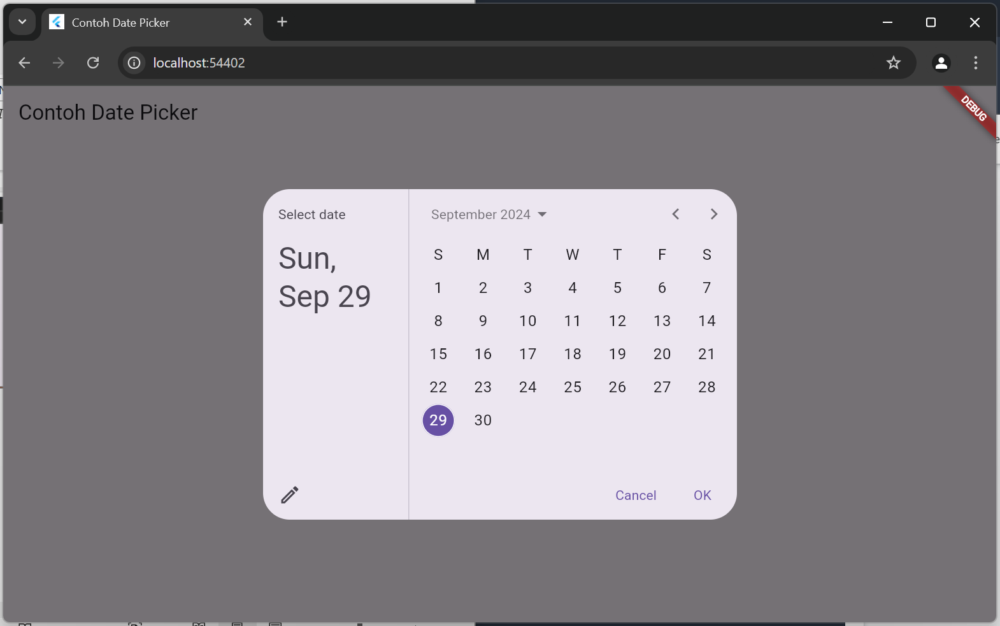 Contoh Date Picker
localhost:54402
Contoh Date Picker
DEBUG
Select date
Sun,
Sep 29
September 2024
S M T W T F S
1 2 3 4 5 6 7
8 9 10 11 12 13 14
15 16 17 18 19 20 21
22 23 24 25 26 27 28
29 30
Cancel OK